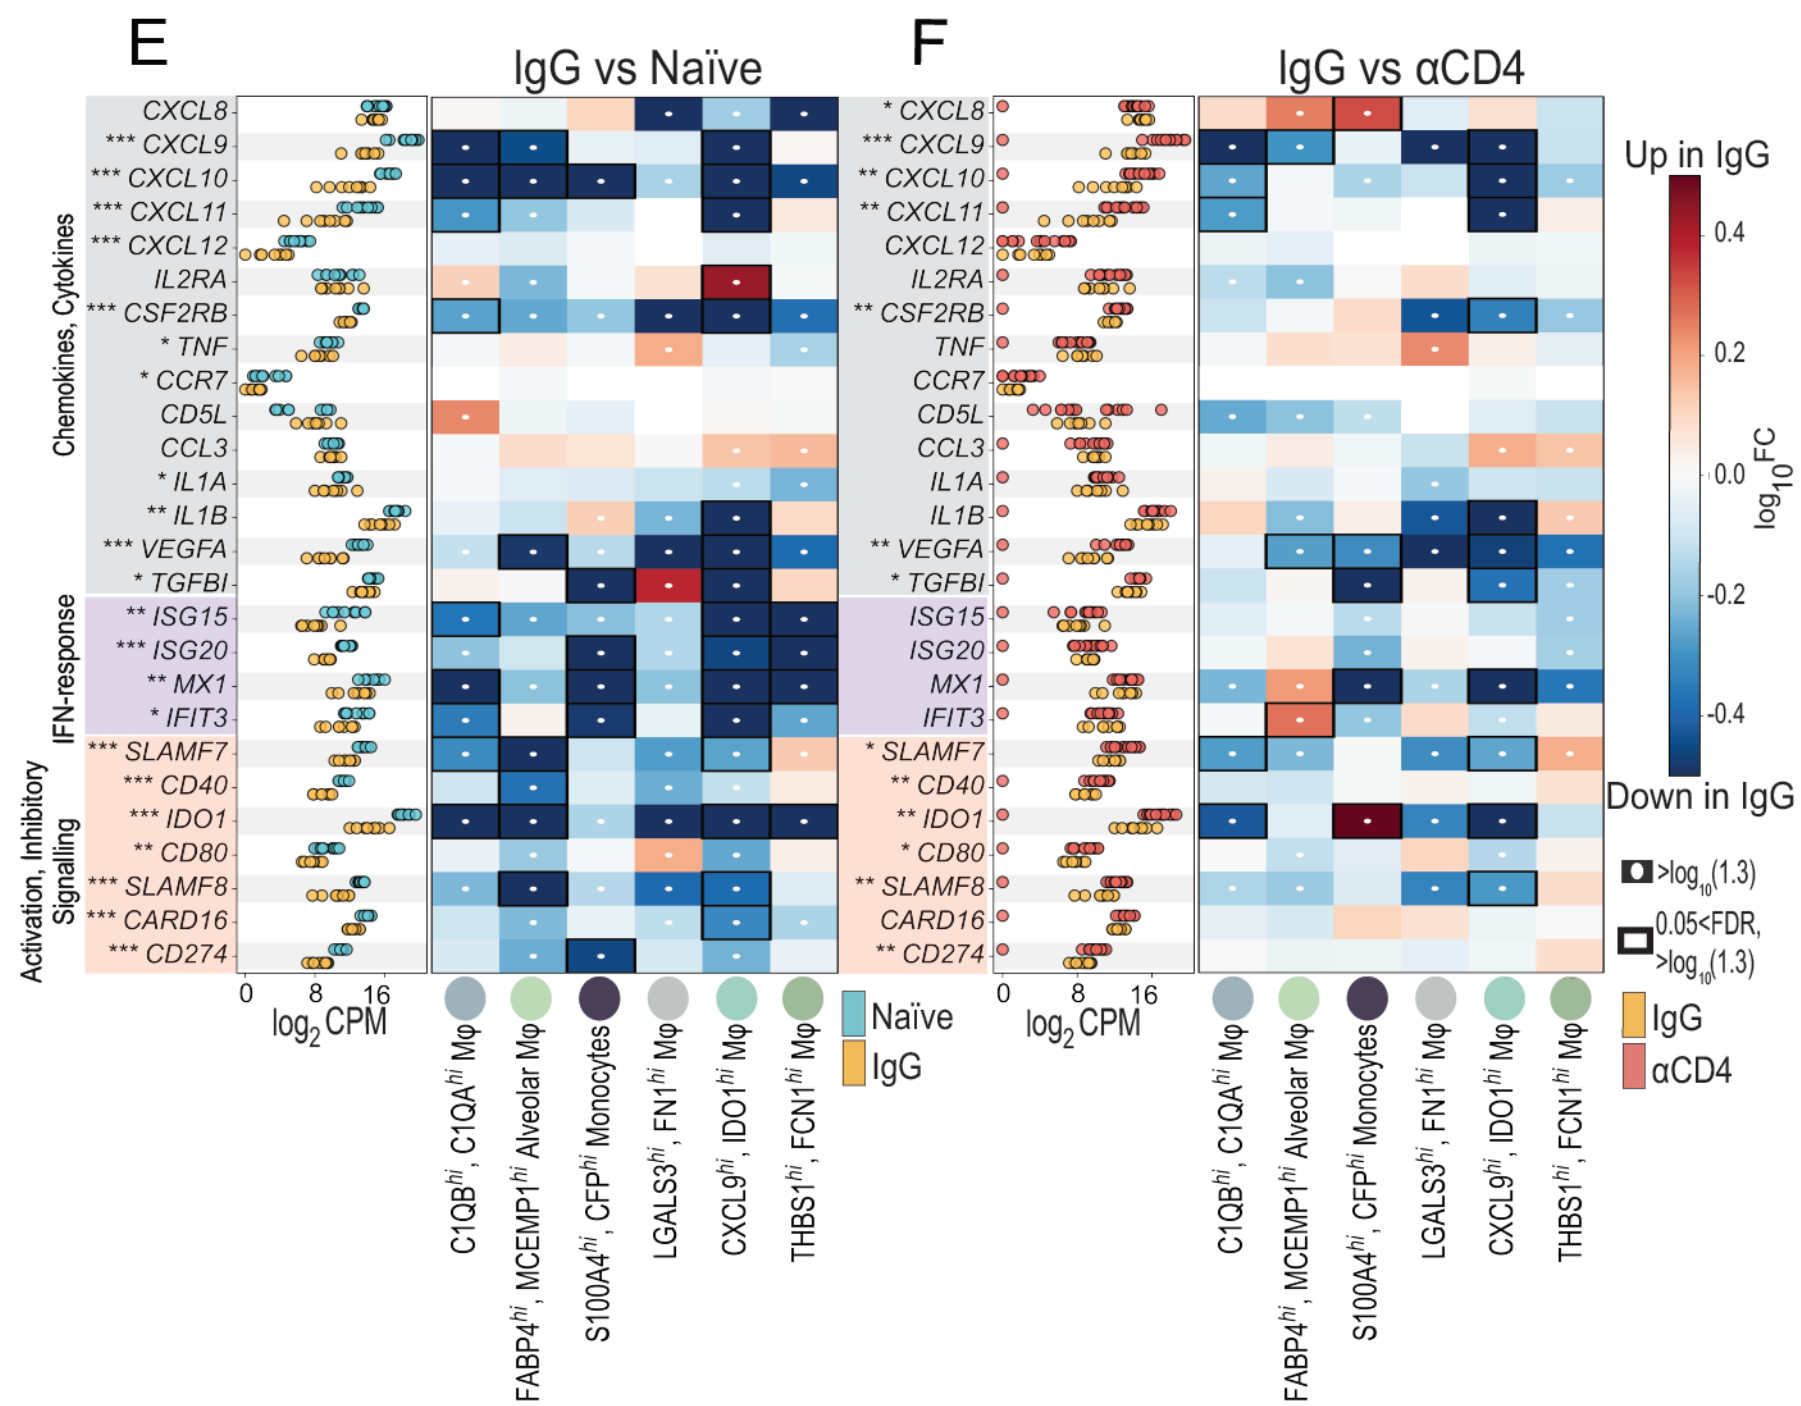 E
IgG vs Naïve
Chemokines, Cytokines
IFN-response
Activation, Inhibitory
Signalling
CXCL8
*** CXCL9
*** CXCL10
*** CXCL11
*** CXCL12
IL2RA
*** CSF2RB
* TNF
* CCR7
CD5L
CCL3
* IL1A
** IL1B
*** VEGFA
* TGFBI
** ISG15
*** ISG20
** MX1
* IFIT3
*** SLAMF7
*** CD40
*** IDO1
** CD80
*** SLAMF8
*** CARD16
*** CD274
0 8 16
log2 CPM
C1QBhi, C1QAhi Mφ
FABP4hi, MCEMP1hi Alveolar Mφ
S100A4hi, CFPhi Monocytes
LGALS3hi, FN1hi Mφ
CXCL9hi, IDO1hi Mφ
THBS1hi, FCN1hi Mφ
Naïve
IgG
F
IgG vs αCD4
* CXCL8
*** CXCL9
** CXCL10
** CXCL11
CXCL12
IL2RA
** CSF2RB
TNF
CCR7
CD5L
CCL3
IL1A
IL1B
** VEGFA
* TGFBI
ISG15
ISG20
MX1
IFIT3
* SLAMF7
** CD40
** IDO1
* CD80
** SLAMF8
CARD16
** CD274
0 8 16
log2 CPM
C1QBhi, C1QAhi Mφ
FABP4hi, MCEMP1hi Alveolar Mφ
S100A4hi, CFPhi Monocytes
LGALS3hi, FN1hi Mφ
CXCL9hi, IDO1hi Mφ
THBS1hi, FCN1hi Mφ
Up in IgG
0.4
0.2
0.0
-0.2
-0.4
log10FC
Down in IgG
>log10(1.3)
0.05<FDR,
>log10(1.3)
IgG
αCD4